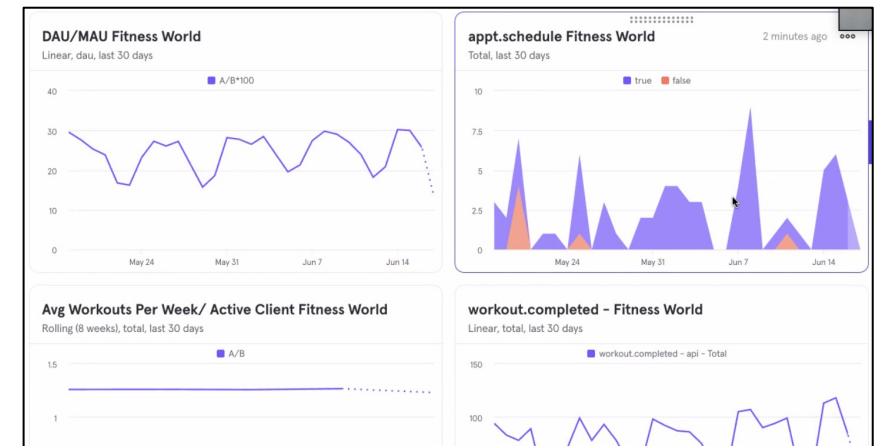 DAU/MAU Fitness World
Linear, dau, last 30 days
A/B*100
40
30
20
10
0
May 24 May 31 Jun 7 Jun 14
appt.schedule Fitness World 2 minutes ago
Total, last 30 days
true false
10
7.5
5
2.5
0
May 24 May 31 Jun 7 Jun 14
Avg Workouts Per Week/ Active Client Fitness World
Rolling (8 weeks), total, last 30 days
A/B
1.5
1
workout.completed - Fitness World
Linear, total, last 30 days
workout.completed - api - Total
150
100